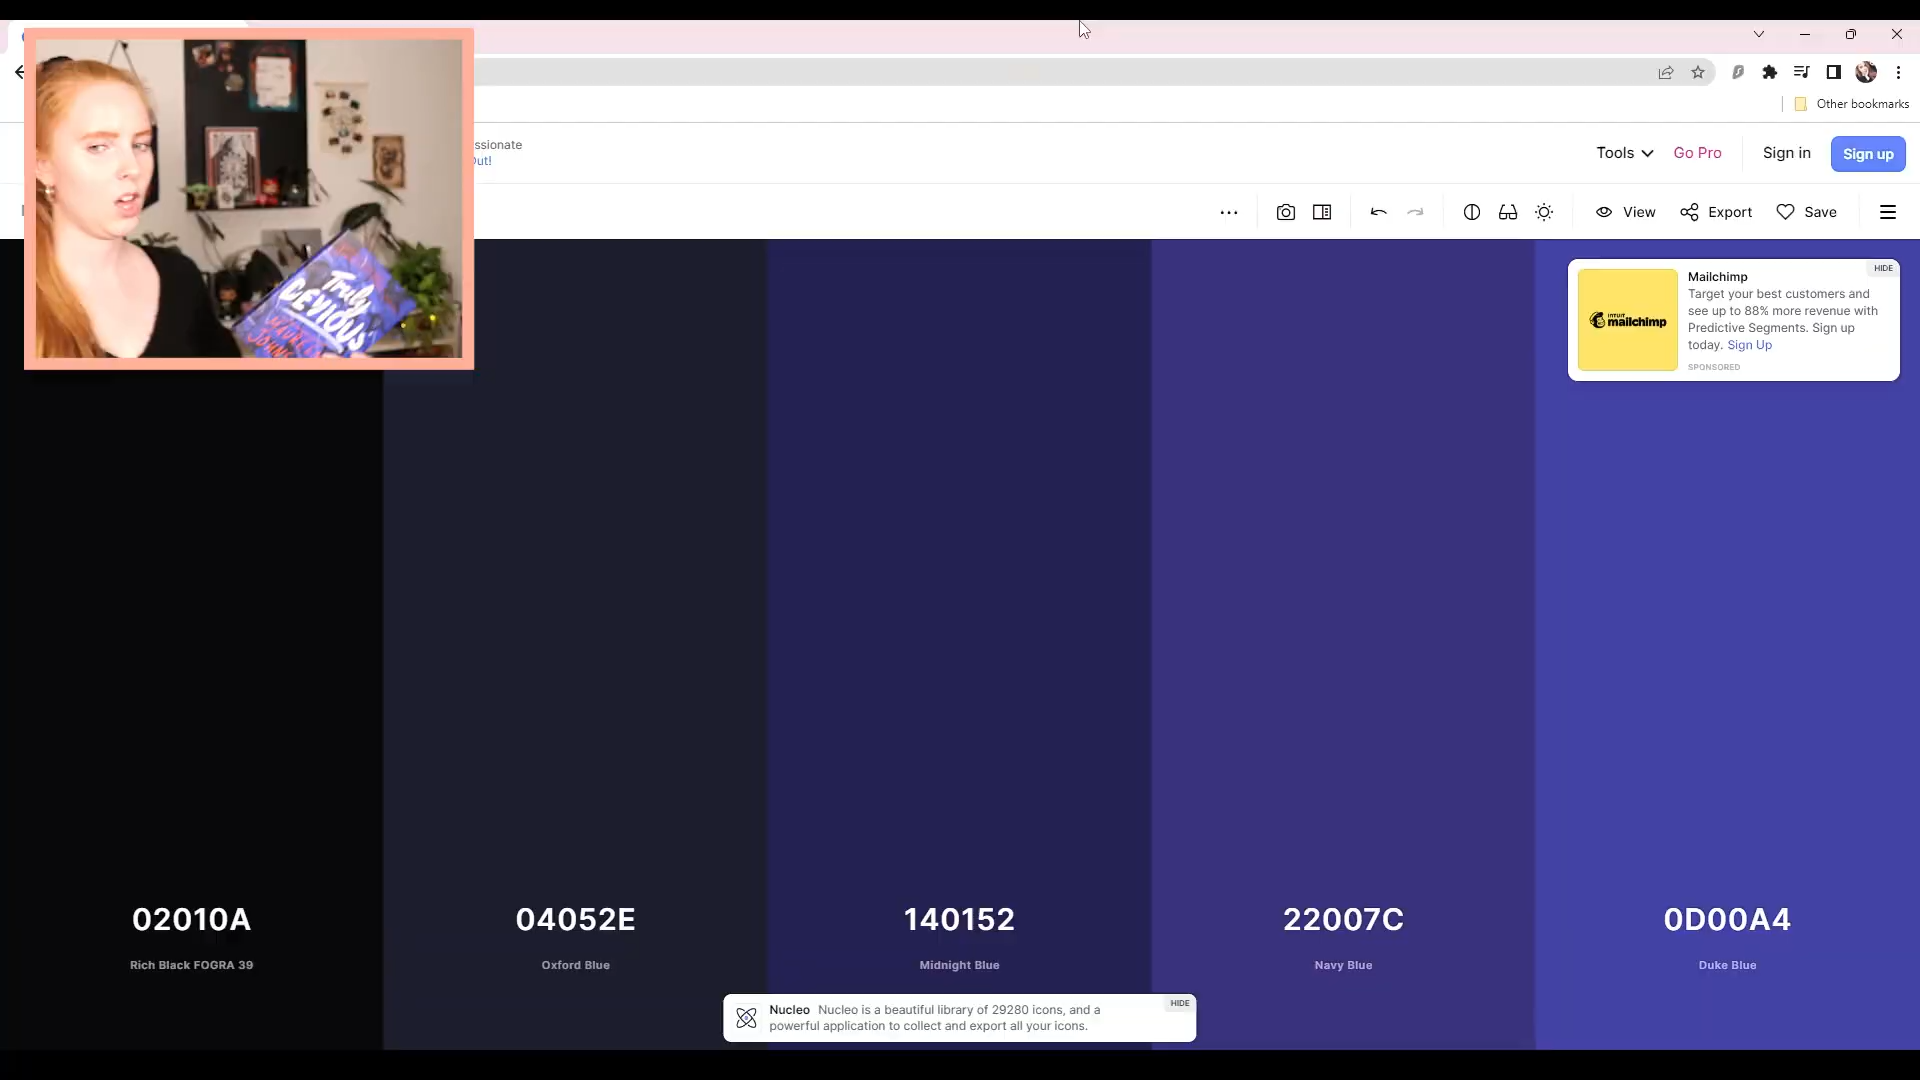 Other bookmarks
ssionate
Out!
Tools
Go Pro
Sign in
Sign up
View
Export
Save
Truly
DEVIOUS
HIDE
Mailchimp
Target your best customers and
see up to 88% more revenue with
Predictive Segments. Sign up
today. Sign Up
SPONSORED
INTUIT
mailchimp
02010A
Rich Black FOGRA 39
04052E
Oxford Blue
140152
Midnight Blue
22007C
Navy Blue
0D00A4
Duke Blue
HIDE
Nucleo Nucleo is a beautiful library of 29280 icons, and a
powerful application to collect and export all your icons.